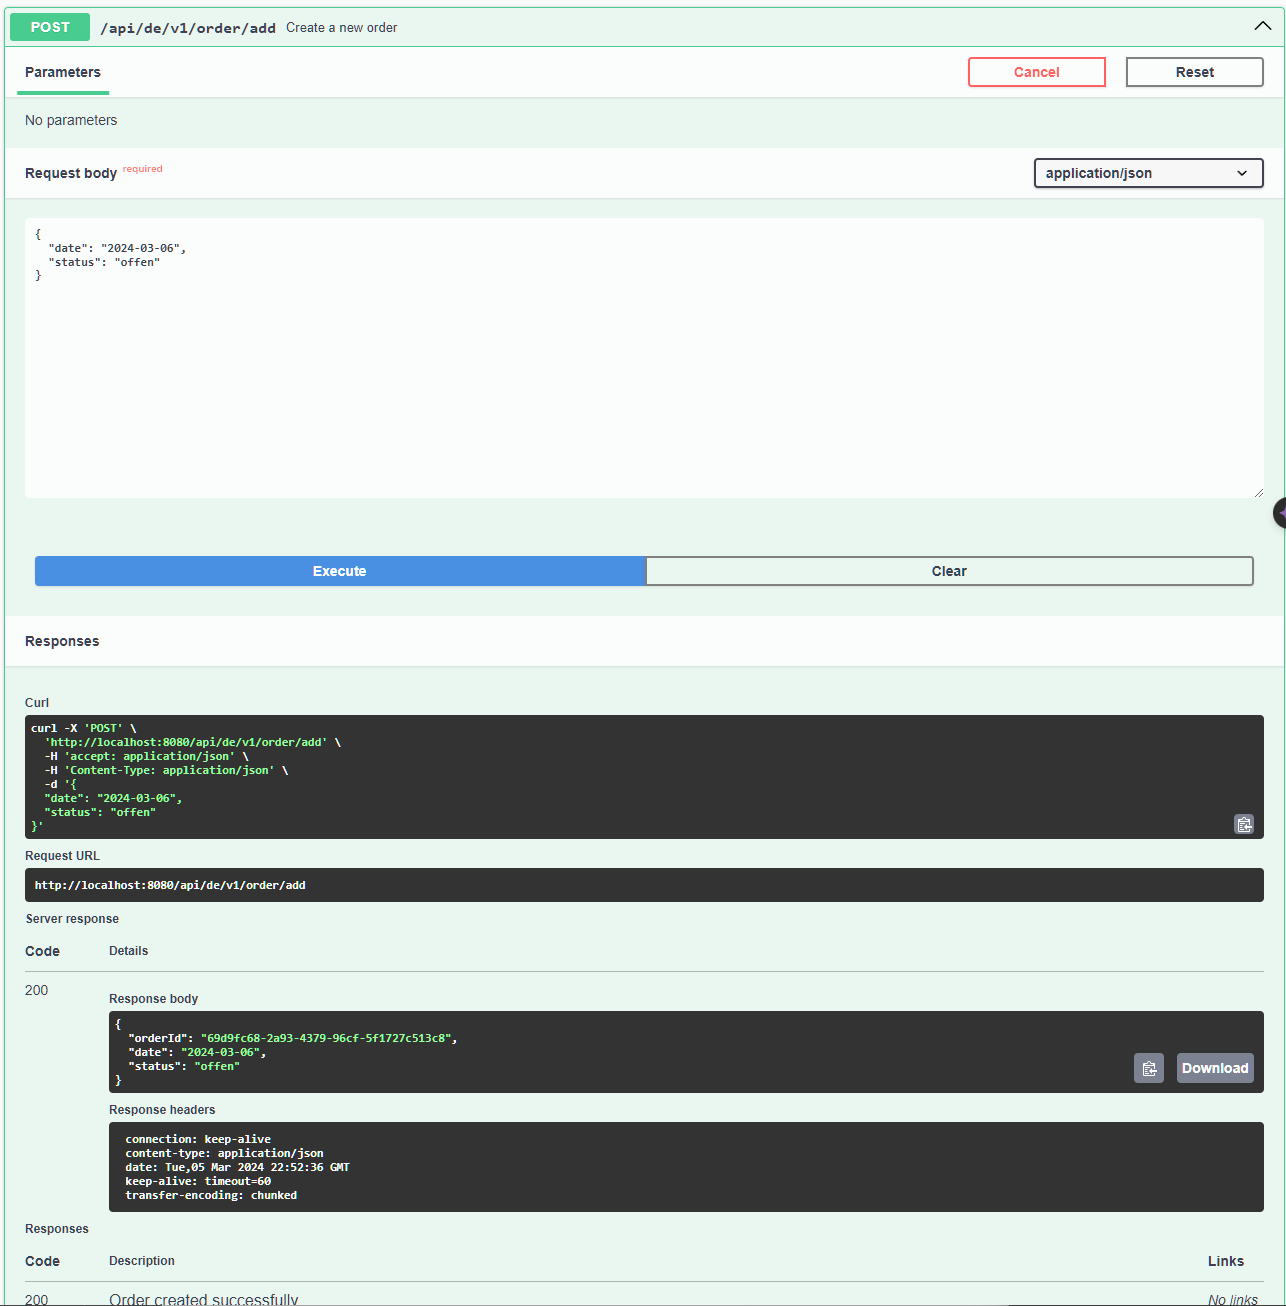 POST /api/de/v1/order/add Create a new order
Parameters
Cancel
Reset
No parameters
Request body required
application/json
{
  "date": "2024-03-06",
  "status": "offen"
}
Execute
Clear
Responses
Curl
curl -X 'POST' \
  'http://localhost:8080/api/de/v1/order/add' \
  -H 'accept: application/json' \
  -H 'Content-Type: application/json' \
  -d '{
  "date": "2024-03-06",
  "status": "offen"
}'
Request URL
http://localhost:8080/api/de/v1/order/add
Server response
Code Details
200
Response body
{
  "orderId": "69d9fc68-2a93-4379-96cf-5f1727c513c8",
  "date": "2024-03-06",
  "status": "offen"
}
Download
Response headers
connection: keep-alive
content-type: application/json
date: Tue,05 Mar 2024 22:52:36 GMT
keep-alive: timeout=60
transfer-encoding: chunked
Responses
Code Description Links
200 Order created successfully No links